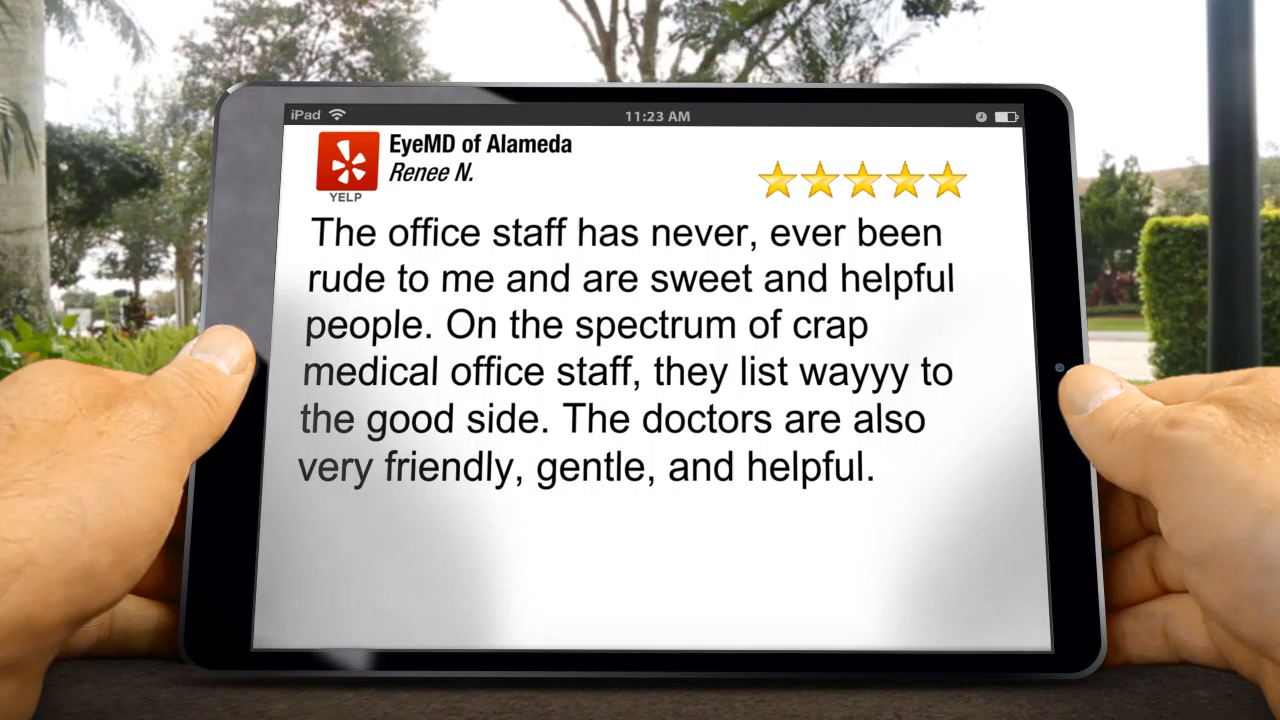 iPad 11:23 AM
EyeMD of Alameda
Renee N.
YELP
The office staff has never, ever been
rude to me and are sweet and helpful
people. On the spectrum of crap
medical office staff, they list wayyy to
the good side. The doctors are also
very friendly, gentle, and helpful.